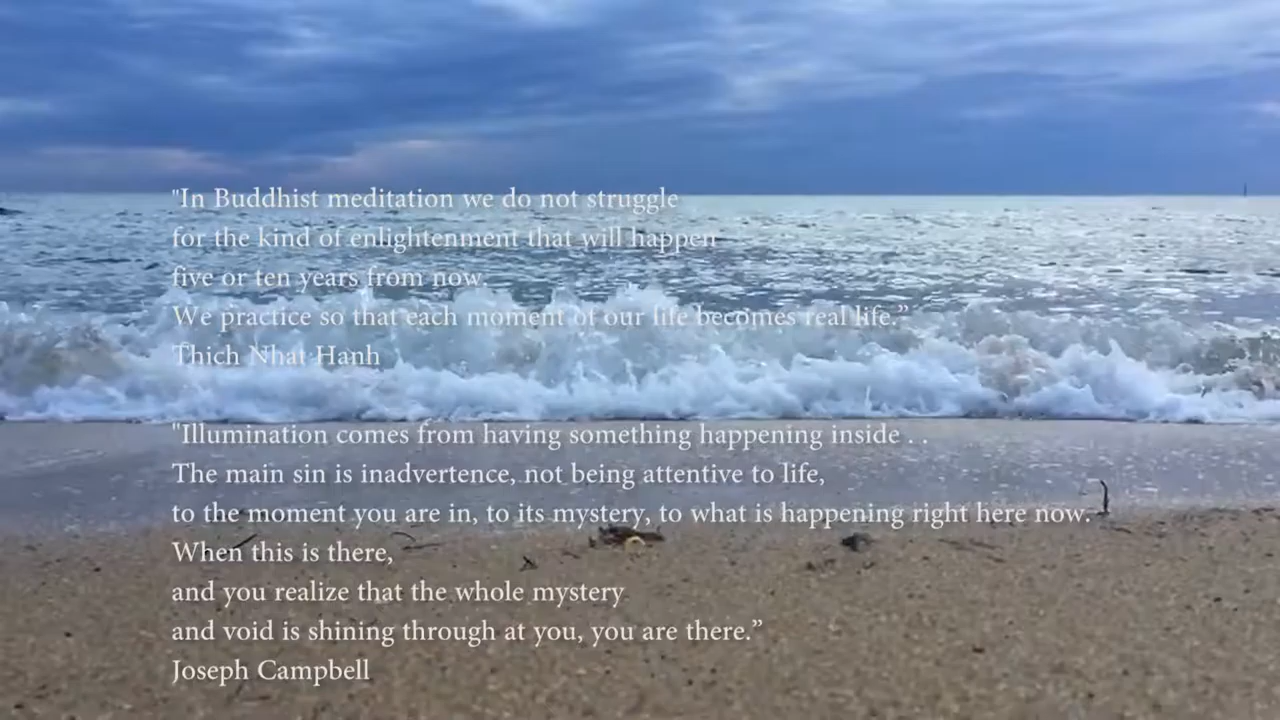 "In Buddhist meditation we do not struggle
for the kind of enlightenment that will happen
five or ten years from now.
We practice so that each moment of our life becomes real life.”
Thich Nhat Hanh
"Illumination comes from having something happening inside . .
The main sin is inadvertence, not being attentive to life,
to the moment you are in, to its mystery, to what is happening right here now.
When this is there,
and you realize that the whole mystery
and void is shining through at you, you are there.”
Joseph Campbell